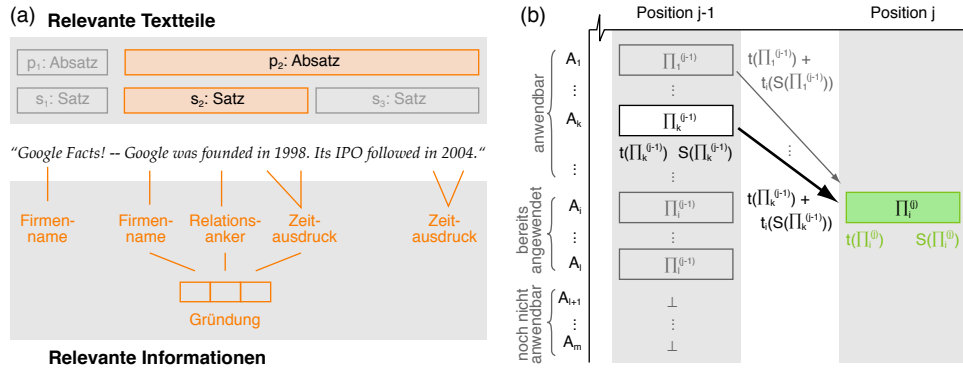 (a)
Relevante Textteile
p₁: Absatz
p₂: Absatz
s₁: Satz
s₂: Satz
s₃: Satz
“Google Facts! -- Google was founded in 1998. Its IPO followed in 2004.“
Firmen-
name
Firmen-
name
Relations-
anker
Zeit-
ausdruck
Zeit-
ausdruck
Gründung
Relevante Informationen
(b)
Position j-1
Position j
anwendbar
bereits
angewendet
noch nicht
anwendbar
A₁
⋮
Aₖ
⋮
Aᵢ
⋮
Aₗ
Aₗ₊₁
⋮
Aₘ
∏₁⁽ʲ⁻¹⁾
⋮
∏ₖ⁽ʲ⁻¹⁾
t(∏ₖ⁽ʲ⁻¹⁾) S(∏ₖ⁽ʲ⁻¹⁾)
⋮
∏ᵢ⁽ʲ⁻¹⁾
⋮
∏ₗ⁽ʲ⁻¹⁾
⊥
⋮
⊥
t(∏₁⁽ʲ⁻¹⁾) +
tᵢ(S(∏₁⁽ʲ⁻¹⁾))
⋮
t(∏ₖ⁽ʲ⁻¹⁾) +
tᵢ(S(∏ₖ⁽ʲ⁻¹⁾))
∏ᵢ⁽ʲ⁾
t(∏ᵢ⁽ʲ⁾) S(∏ᵢ⁽ʲ⁾)